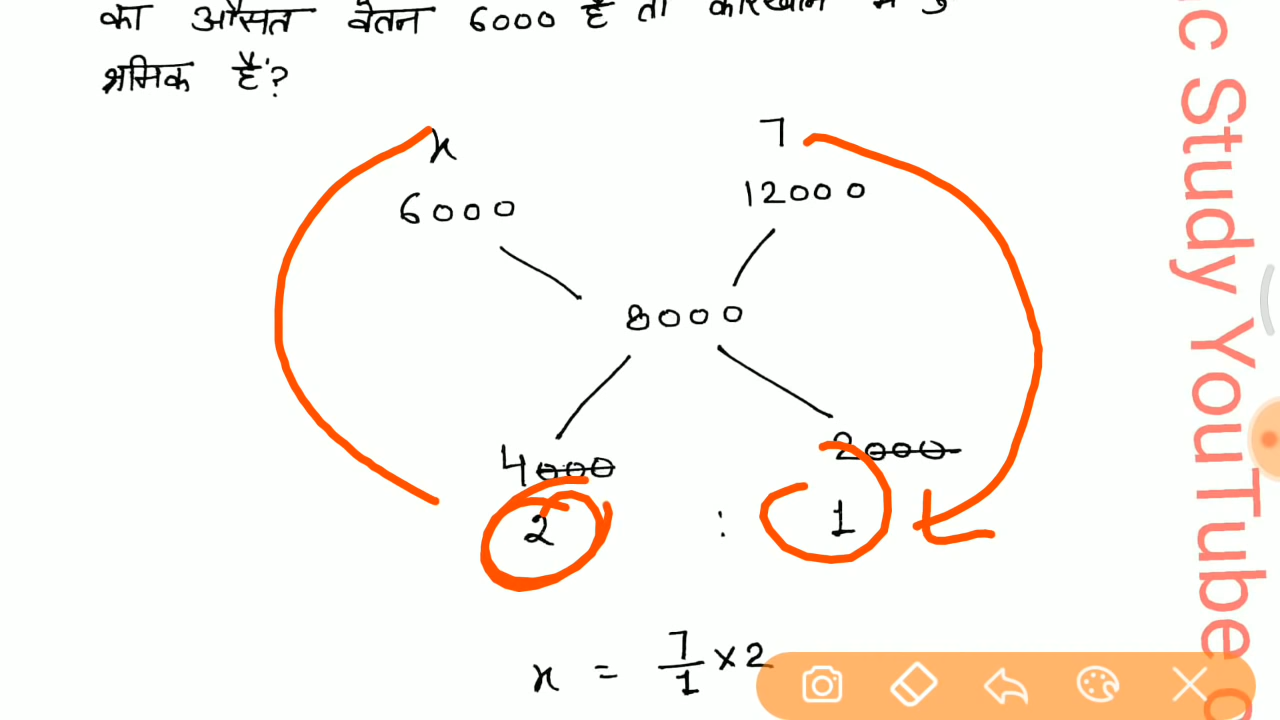 का औसत वेतन 6000 है तो
श्रमिक हैं?
x 7
6000 12000
8000
4000 2000
2 : 1
x = 7/1 × 2
c Study YouTube